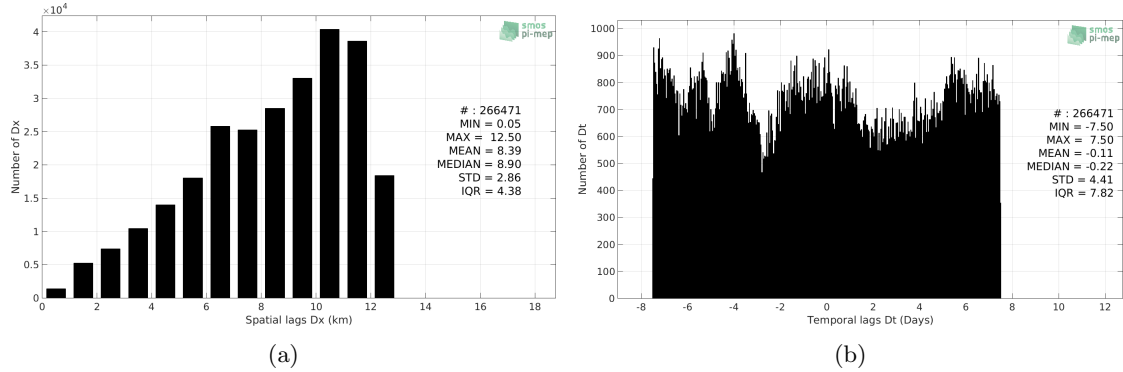 ×10⁴
4
3.5
3
2.5
2
1.5
1
0.5
0
Number of Dx
0 2 4 6 8 10 12 14 16 18
Spatial lags Dx (km)
smos
pi-mep
# : 266471
MIN = 0.05
MAX = 12.50
MEAN = 8.39
MEDIAN = 8.90
STD = 2.86
IQR = 4.38
(a)
1000
900
800
700
600
500
400
300
200
100
0
Number of Dt
-8 -6 -4 -2 0 2 4 6 8 10 12
Temporal lags Dt (Days)
smos
pi-mep
# : 266471
MIN = -7.50
MAX = 7.50
MEAN = -0.11
MEDIAN = -0.22
STD = 4.41
IQR = 7.82
(b)